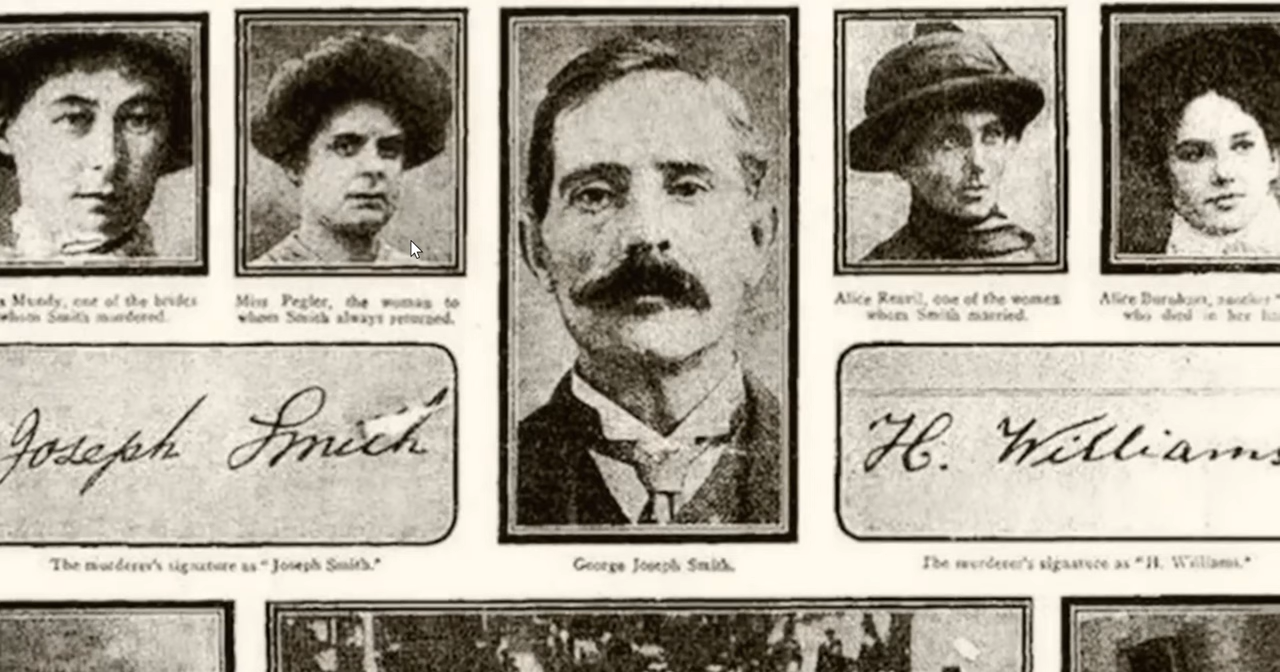 Mundy, one of the brides
whom Smith murdered.
Miss Pegler, the woman to
whom Smith always returned.
Alice Reavil, one of the women
whom Smith married.
Alice Burnham, another
who died in her
Joseph Smith
H. Williams
The murderer's signature as "Joseph Smith."
George Joseph Smith.
The murderer's signature as "H. Williams."